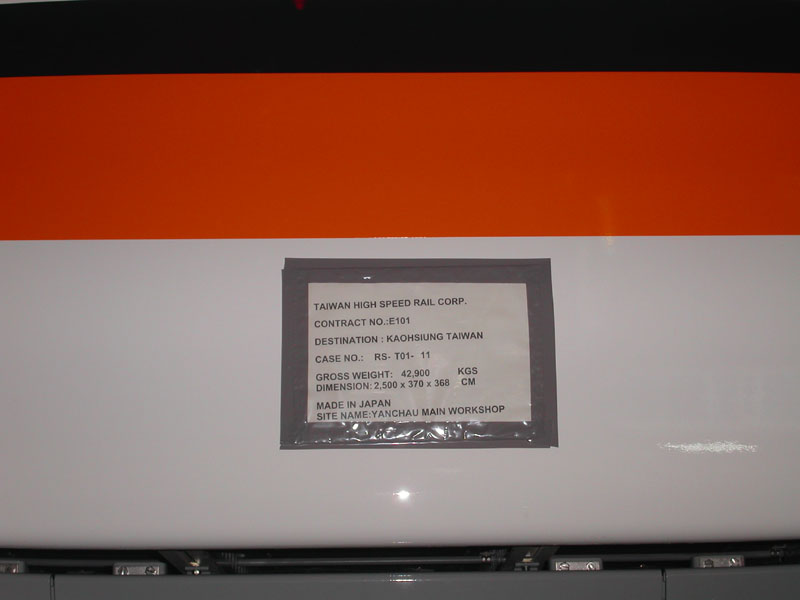 TAIWAN HIGH SPEED RAIL CORP.
CONTRACT NO.:E101
DESTINATION : KAOHSIUNG TAIWAN
CASE NO.: RS- T01- 11
GROSS WEIGHT: 42,900 KGS
DIMENSION: 2,500 x 370 x 368 CM
MADE IN JAPAN
SITE NAME:YANCHAU MAIN WORKSHOP